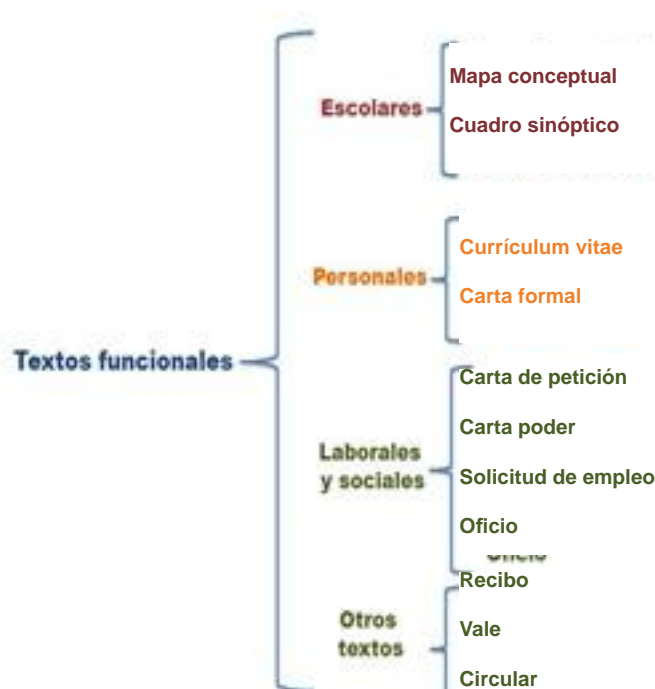 Textos funcionales
Escolares
Mapa conceptual
Cuadro sinóptico
Personales
Currículum vitae
Carta formal
Laborales
y sociales
Carta de petición
Carta poder
Solicitud de empleo
Oficio
Otros
textos
Recibo
Vale
Circular